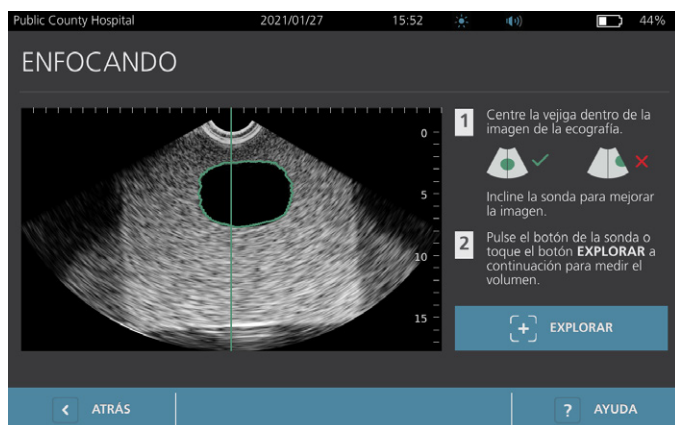 Public County Hospital 2021/01/27 15:52 44%
ENFOCANDO
0
5
10
15
1 Centre la vejiga dentro de la
imagen de la ecografía.
Incline la sonda para mejorar
la imagen.
2 Pulse el botón de la sonda o
toque el botón EXPLORAR a
continuación para medir el
volumen.
EXPLORAR
ATRÁS
? AYUDA